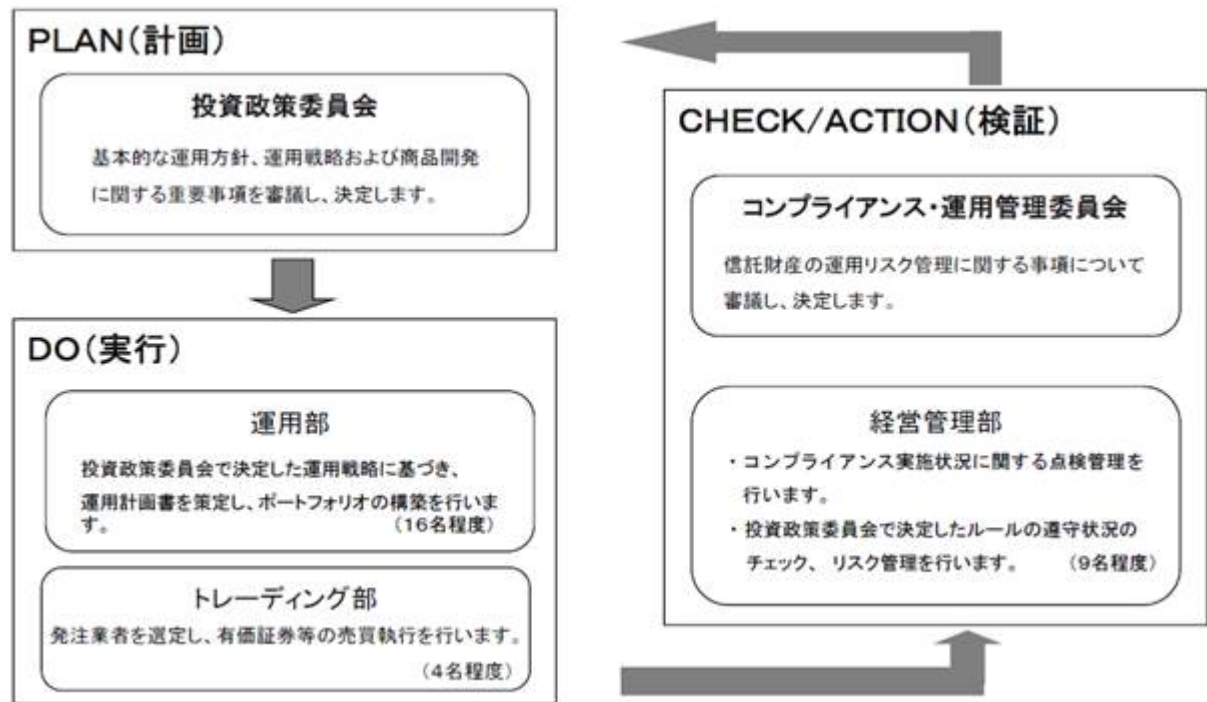 PLAN(計画)
投資政策委員会
基本的な運用方針、運用戦略および商品開発
に関する重要事項を審議し、決定します。
DO(実行)
運用部
投資政策委員会で決定した運用戦略に基づき、
運用計画書を策定し、ポートフォリオの構築を行いま
す。 (16名程度)
トレーディング部
発注業者を選定し、有価証券等の売買執行を行います。
(4名程度)
CHECK/ACTION(検証)
コンプライアンス・運用管理委員会
信託財産の運用リスク管理に関する事項について
審議し、決定します。
経営管理部
・コンプライアンス実施状況に関する点検管理を
行います。
・投資政策委員会で決定したルールの遵守状況の
チェック、 リスク管理を行います。 (9名程度)